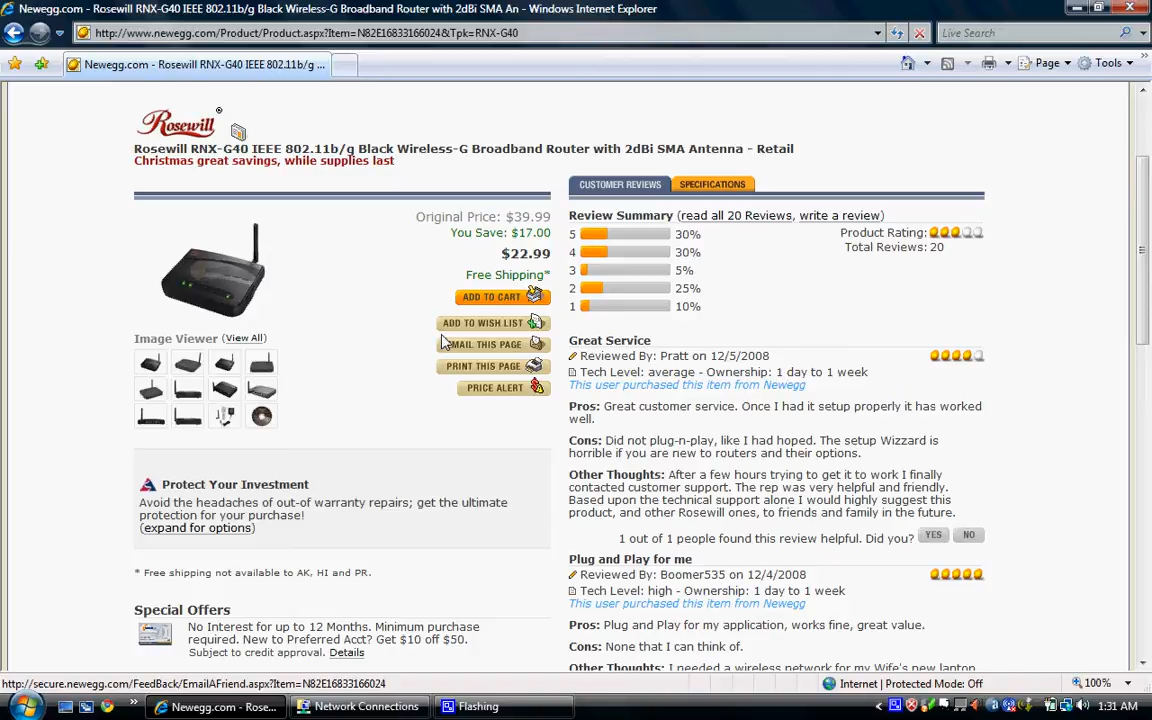 Newegg.com - Rosewill RNX-G40 IEEE 802.11b/g Black Wireless-G Broadband Router with 2dBi SMA An - Windows Internet Explorer
http://www.newegg.com/Product/Product.aspx?Item=N82E16833166024&Tpk=RNX-G40
Live Search
Newegg.com - Rosewill RNX-G40 IEEE 802.11b/g ...
Page
Tools
Rosewill
Rosewill RNX-G40 IEEE 802.11b/g Black Wireless-G Broadband Router with 2dBi SMA Antenna - Retail
Christmas great savings, while supplies last
Original Price: $39.99
You Save: $17.00
$22.99
Free Shipping*
ADD TO CART
ADD TO WISH LIST
EMAIL THIS PAGE
PRINT THIS PAGE
PRICE ALERT
Image Viewer (View All)
Protect Your Investment
Avoid the headaches of out-of warranty repairs; get the ultimate
protection for your purchase!
(expand for options)
* Free shipping not available to AK, HI and PR.
Special Offers
No Interest for up to 12 Months. Minimum purchase
required. New to Preferred Acct? Get $10 off $50.
Subject to credit approval. Details
CUSTOMER REVIEWS
SPECIFICATIONS
Review Summary (read all 20 Reviews, write a review)
Product Rating:
Total Reviews: 20
5 30%
4 30%
3 5%
2 25%
1 10%
Great Service
Reviewed By: Pratt on 12/5/2008
Tech Level: average - Ownership: 1 day to 1 week
This user purchased this item from Newegg
Pros: Great customer service. Once I had it setup properly it has worked
well.
Cons: Did not plug-n-play, like I had hoped. The setup Wizzard is
horrible if you are new to routers and their options.
Other Thoughts: After a few hours trying to get it to work I finally
contacted customer support. The rep was very helpful and friendly.
Based upon the technical support alone I would highly suggest this
product, and other Rosewill ones, to friends and family in the future.
1 out of 1 people found this review helpful. Did you? YES NO
Plug and Play for me
Reviewed By: Boomer535 on 12/4/2008
Tech Level: high - Ownership: 1 day to 1 week
This user purchased this item from Newegg
Pros: Plug and Play for my application, works fine, great value.
Cons: None that I can think of.
Other Thoughts: I needed a wireless network for my Wife's new laptop
http://secure.newegg.com/FeedBack/EmailAFriend.aspx?Item=N82E16833166024
Internet | Protected Mode: Off
100%
Newegg.com - Rose...
Network Connections
Flashing
1:31 AM